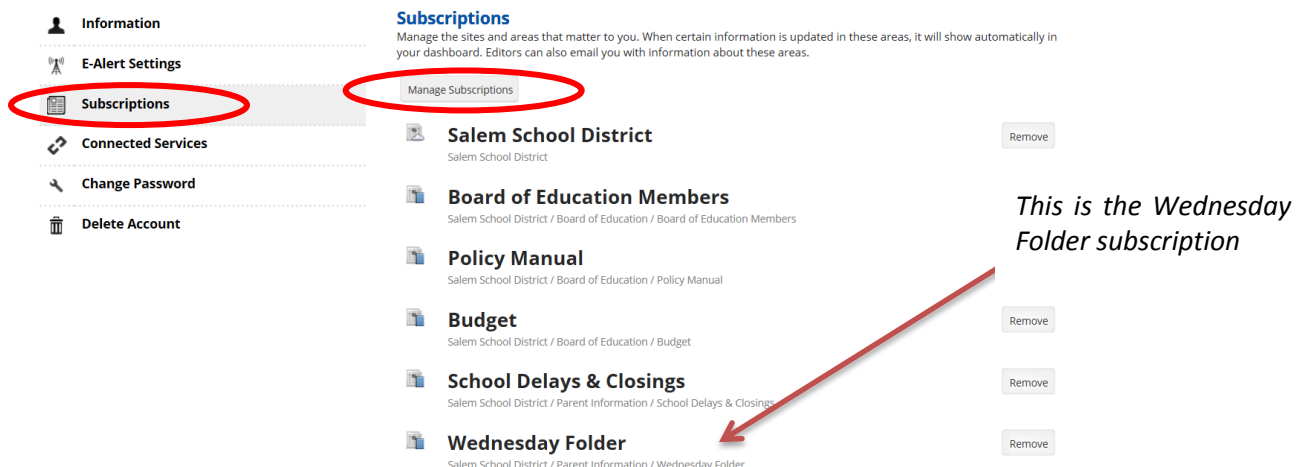 Information
E-Alert Settings
Subscriptions
Connected Services
Change Password
Delete Account
Subscriptions
Manage the sites and areas that matter to you. When certain information is updated in these areas, it will show automatically in
your dashboard. Editors can also email you with information about these areas.
Manage Subscriptions
Salem School District
Remove
Salem School District
Board of Education Members
Salem School District / Board of Education / Board of Education Members
This is the Wednesday
Folder subscription
Policy Manual
Salem School District / Board of Education / Policy Manual
Budget
Remove
Salem School District / Board of Education / Budget
School Delays & Closings
Remove
Salem School District / Parent Information / School Delays & Closings
Wednesday Folder
Remove
Salem School District / Parent Information / Wednesday Folder